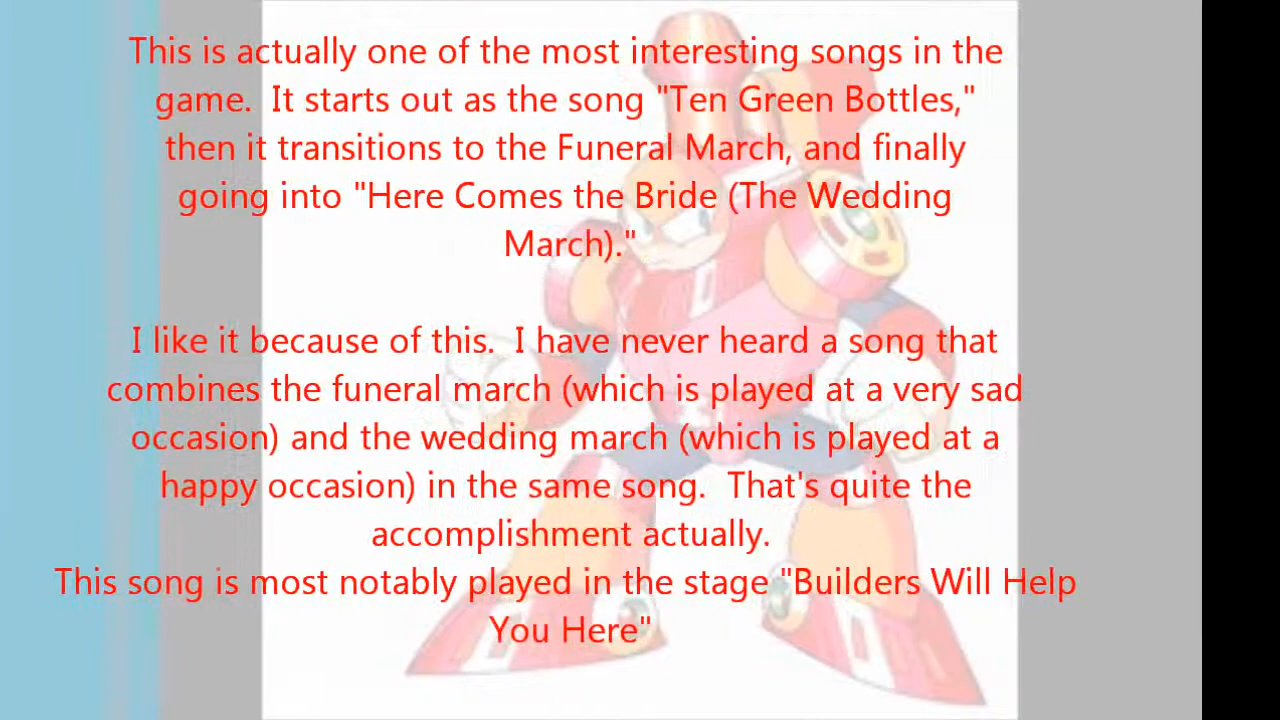 This is actually one of the most interesting songs in the
game.  It starts out as the song "Ten Green Bottles,"
then it transitions to the Funeral March, and finally
going into "Here Comes the Bride (The Wedding
March)."
I like it because of this.  I have never heard a song that
combines the funeral march (which is played at a very sad
occasion) and the wedding march (which is played at a
happy occasion) in the same song.  That's quite the
accomplishment actually.
This song is most notably played in the stage "Builders Will Help
You Here"